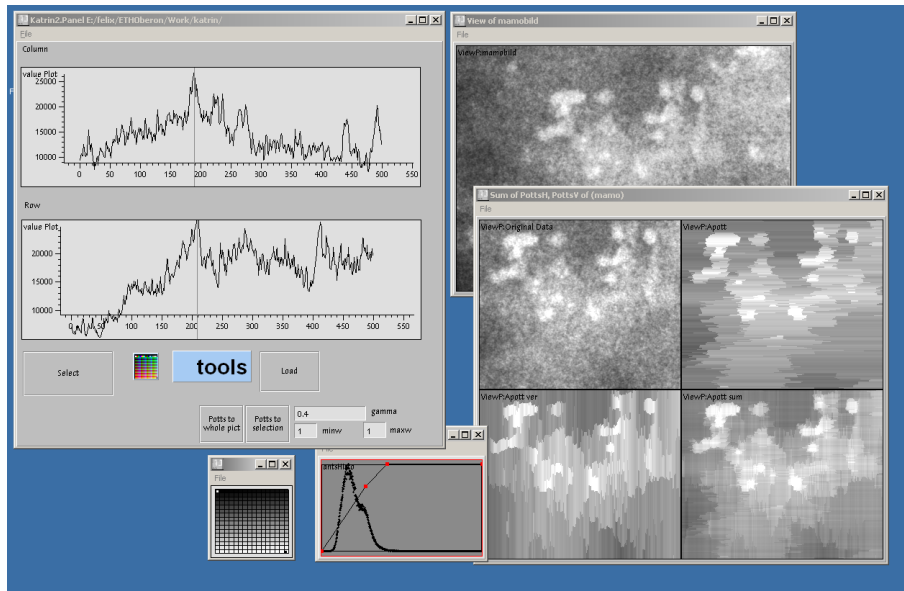 Katrin2.Panel E:/felix/ETHOberon/Work/katrin/
File
Column
value Plot
25000
20000
15000
10000
0 50 100 150 200 250 300 350 400 450 500 550
Row
value Plot
20000
15000
10000
0 50 100 150 200 250 300 350 400 450 500 550
Select
tools
Load
Potts to
whole pict
Potts to
selection
0.4
gamma
1
minw
1
maxw
View of mamobild
File
ViewP:mamobild
Sum of PottsH, PottsV of (mamo)
File
ViewP:Original Data
ViewP:Apott
ViewP:Apott ver
ViewP:Apott sum
File
antsHisto